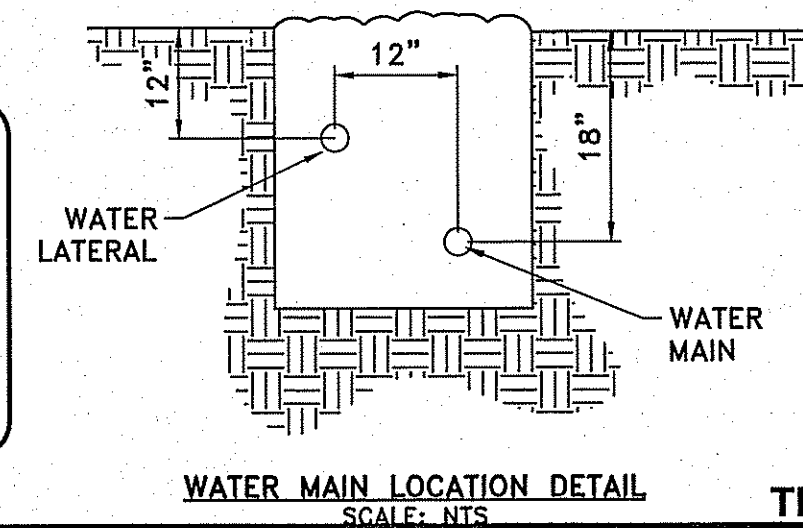 12"
12"
18"
WATER
LATERAL
WATER
MAIN
WATER MAIN LOCATION DETAIL
SCALE: NTS